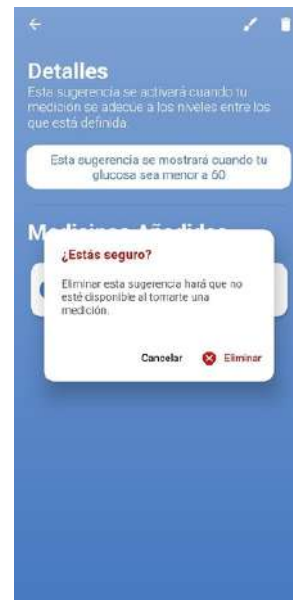 Detalles
Esta sugerencia se activará cuando tu
medición se adecúe a los niveles entre los
que está definida.
Esta sugerencia se mostrará cuando tu
glucosa sea menor a 60
¿Estás seguro?
Eliminar esta sugerencia hará que no
esté disponible al tomarte una
medición.
Cancelar Eliminar